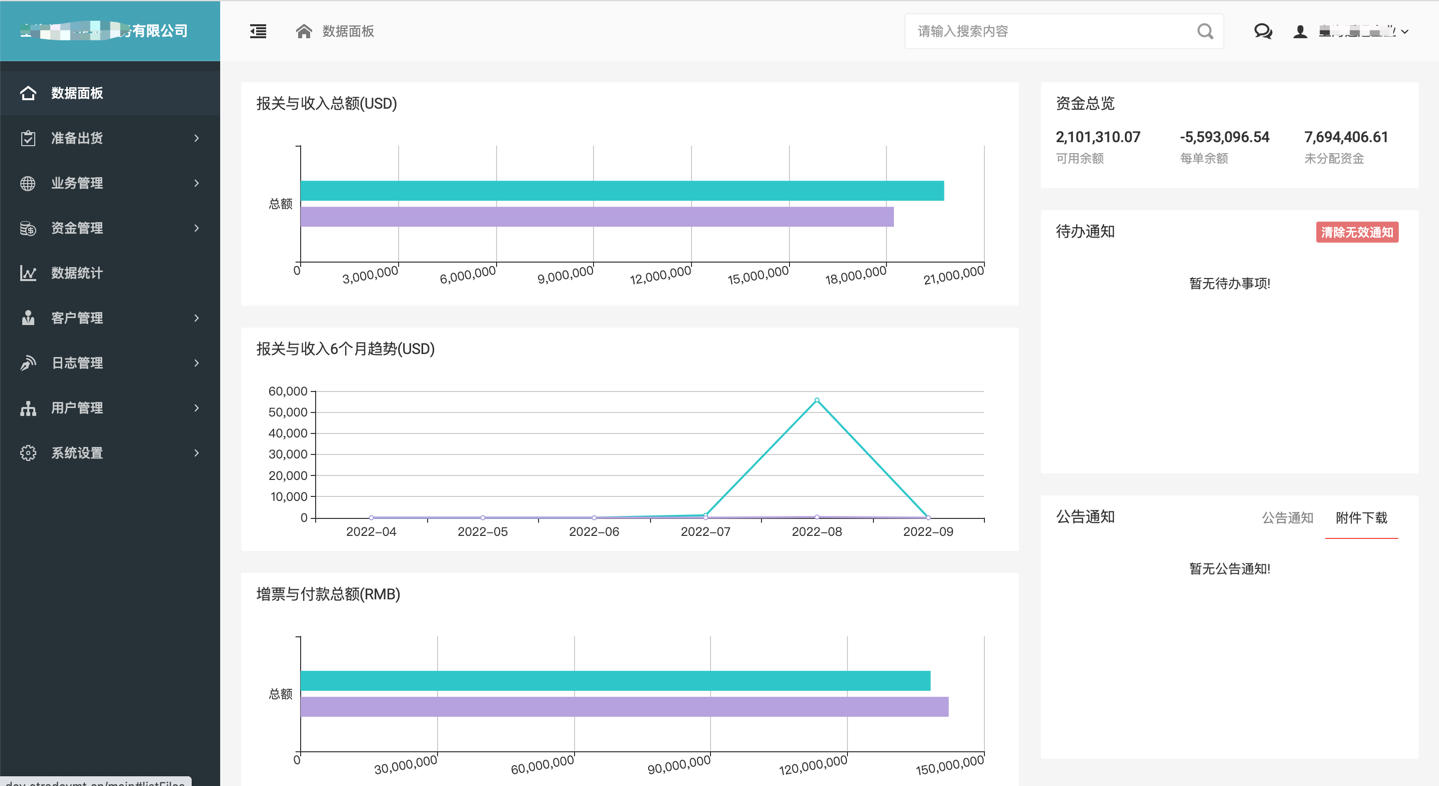 有限公司
数据面板
请输入搜索内容
数据面板
准备出货
业务管理
资金管理
数据统计
客户管理
日志管理
用户管理
系统设置
报关与收入总额(USD)
总额
0 3,000,000 6,000,000 9,000,000 12,000,000 15,000,000 18,000,000 21,000,000
报关与收入6个月趋势(USD)
60,000
50,000
40,000
30,000
20,000
10,000
0
2022-04 2022-05 2022-06 2022-07 2022-08 2022-09
增票与付款总额(RMB)
总额
0 30,000,000 60,000,000 90,000,000 120,000,000 150,000,000
资金总览
2,101,310.07 -5,593,096.54 7,694,406.61
可用余额 每单余额 未分配资金
待办通知 清除无效通知
暂无待办事项!
公告通知 公告通知 附件下载
暂无公告通知!